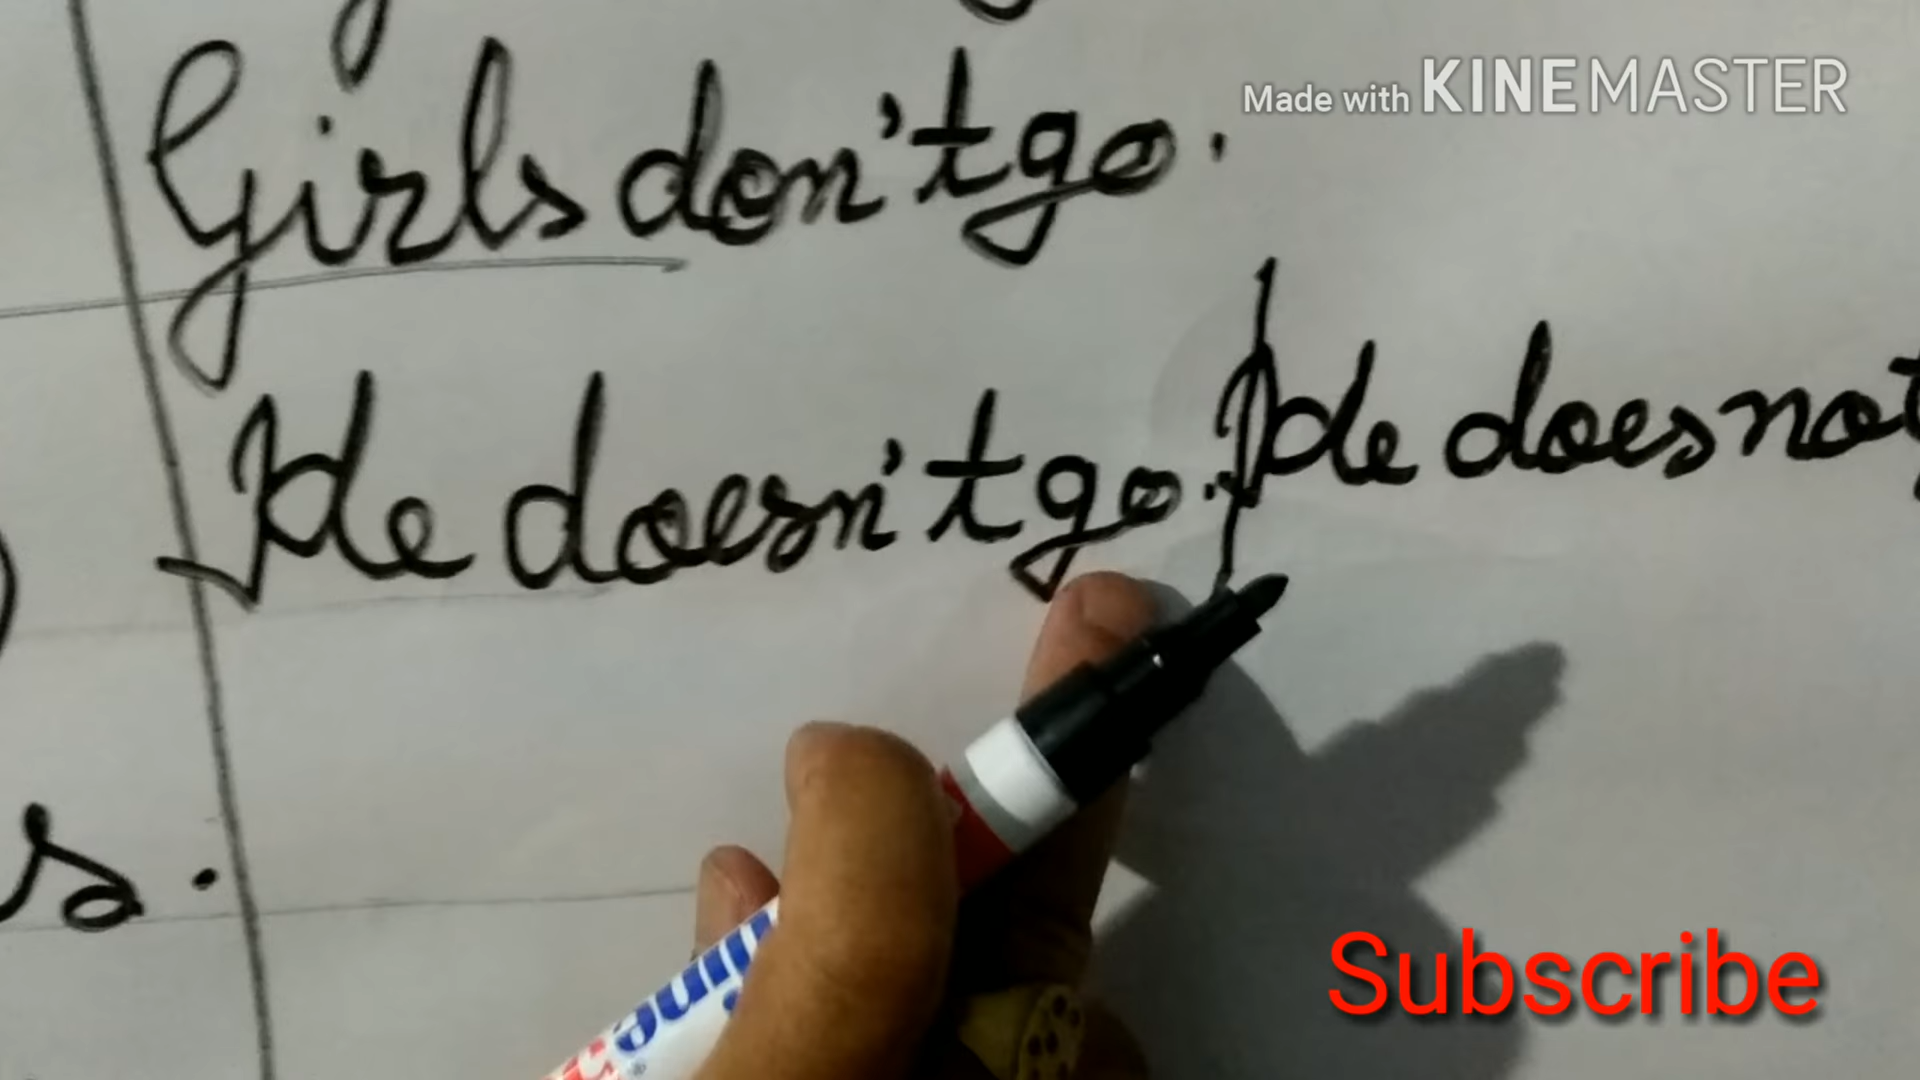 Made with KINEMASTER
Girls don't go.
He doesn't go. He does not
s.
Subscribe